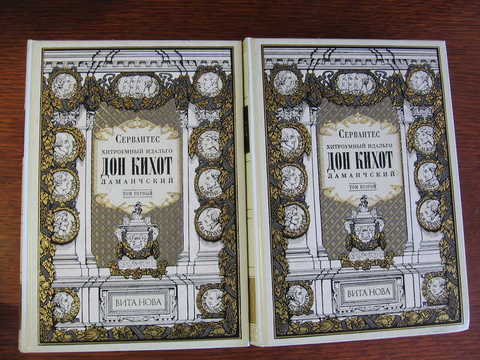 Сервантес
хитроумный идальго
Дон Кихот
Ламанчский
том первый
Вита Нова
Сервантес
хитроумный идальго
Дон Кихот
Ламанчский
том второй
Вита Нова